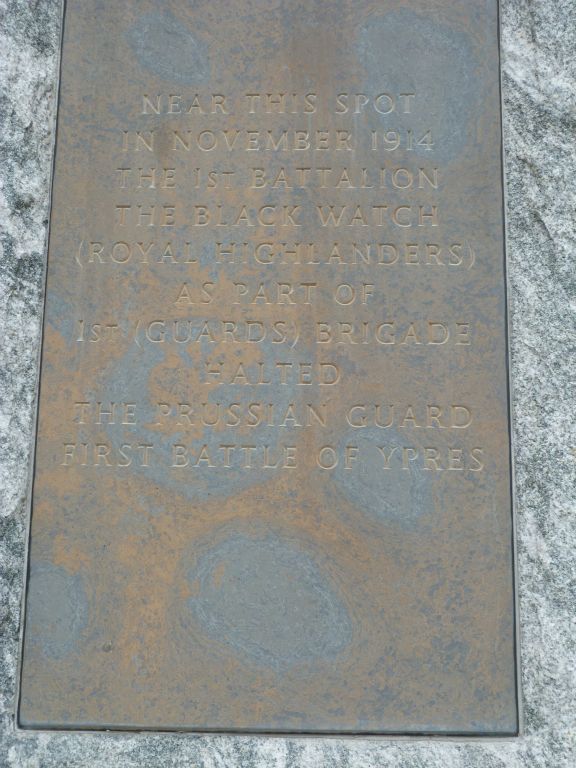 NEAR THIS SPOT
IN NOVEMBER 1914
THE 1ST BATTALION
THE BLACK WATCH
(ROYAL HIGHLANDERS)
AS PART OF
1ST (GUARDS) BRIGADE
HALTED
THE PRUSSIAN GUARD
FIRST BATTLE OF YPRES